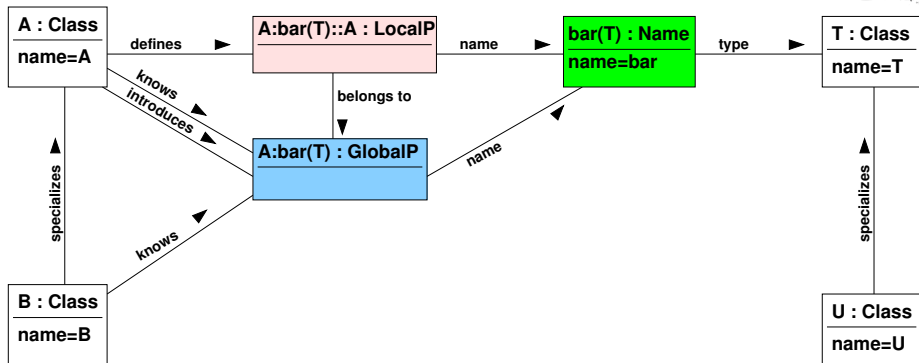 A : Class
name=A
defines
A:bar(T)::A : LocalP
name
bar(T) : Name
name=bar
type
T : Class
name=T
knows
introduces
belongs to
A:bar(T) : GlobalP
name
specializes
knows
specializes
B : Class
name=B
U : Class
name=U